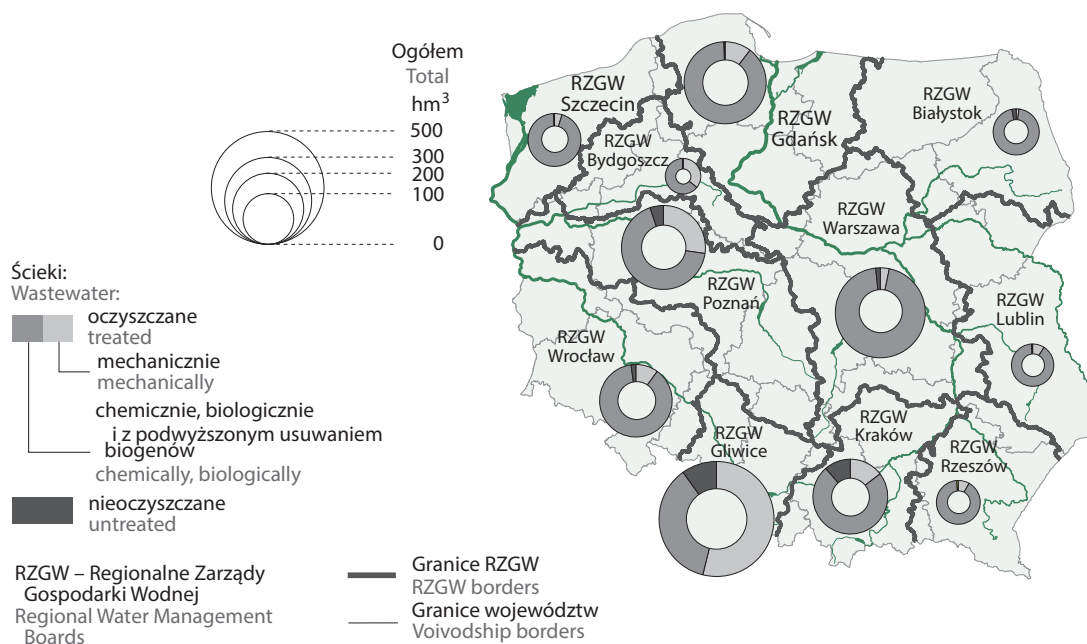 Ogółem
Total
hm³
500
300
200
100
0
Ścieki:
Wastewater:
oczyszczane
treated
mechanicznie
mechanically
chemicznie, biologicznie
i z podwyższonym usuwaniem
biogenów
chemically, biologically
nieoczyszczane
untreated
RZGW – Regionalne Zarządy
Gospodarki Wodnej
Regional Water Management
Boards
Granice RZGW
RZGW borders
Granice województw
Voivodship borders
RZGW
Szczecin
RZGW
Bydgoszcz
RZGW
Gdańsk
RZGW
Białystok
RZGW
Warszawa
RZGW
Poznań
RZGW
Lublin
RZGW
Wrocław
RZGW
Gliwice
RZGW
Kraków
RZGW
Rzeszów